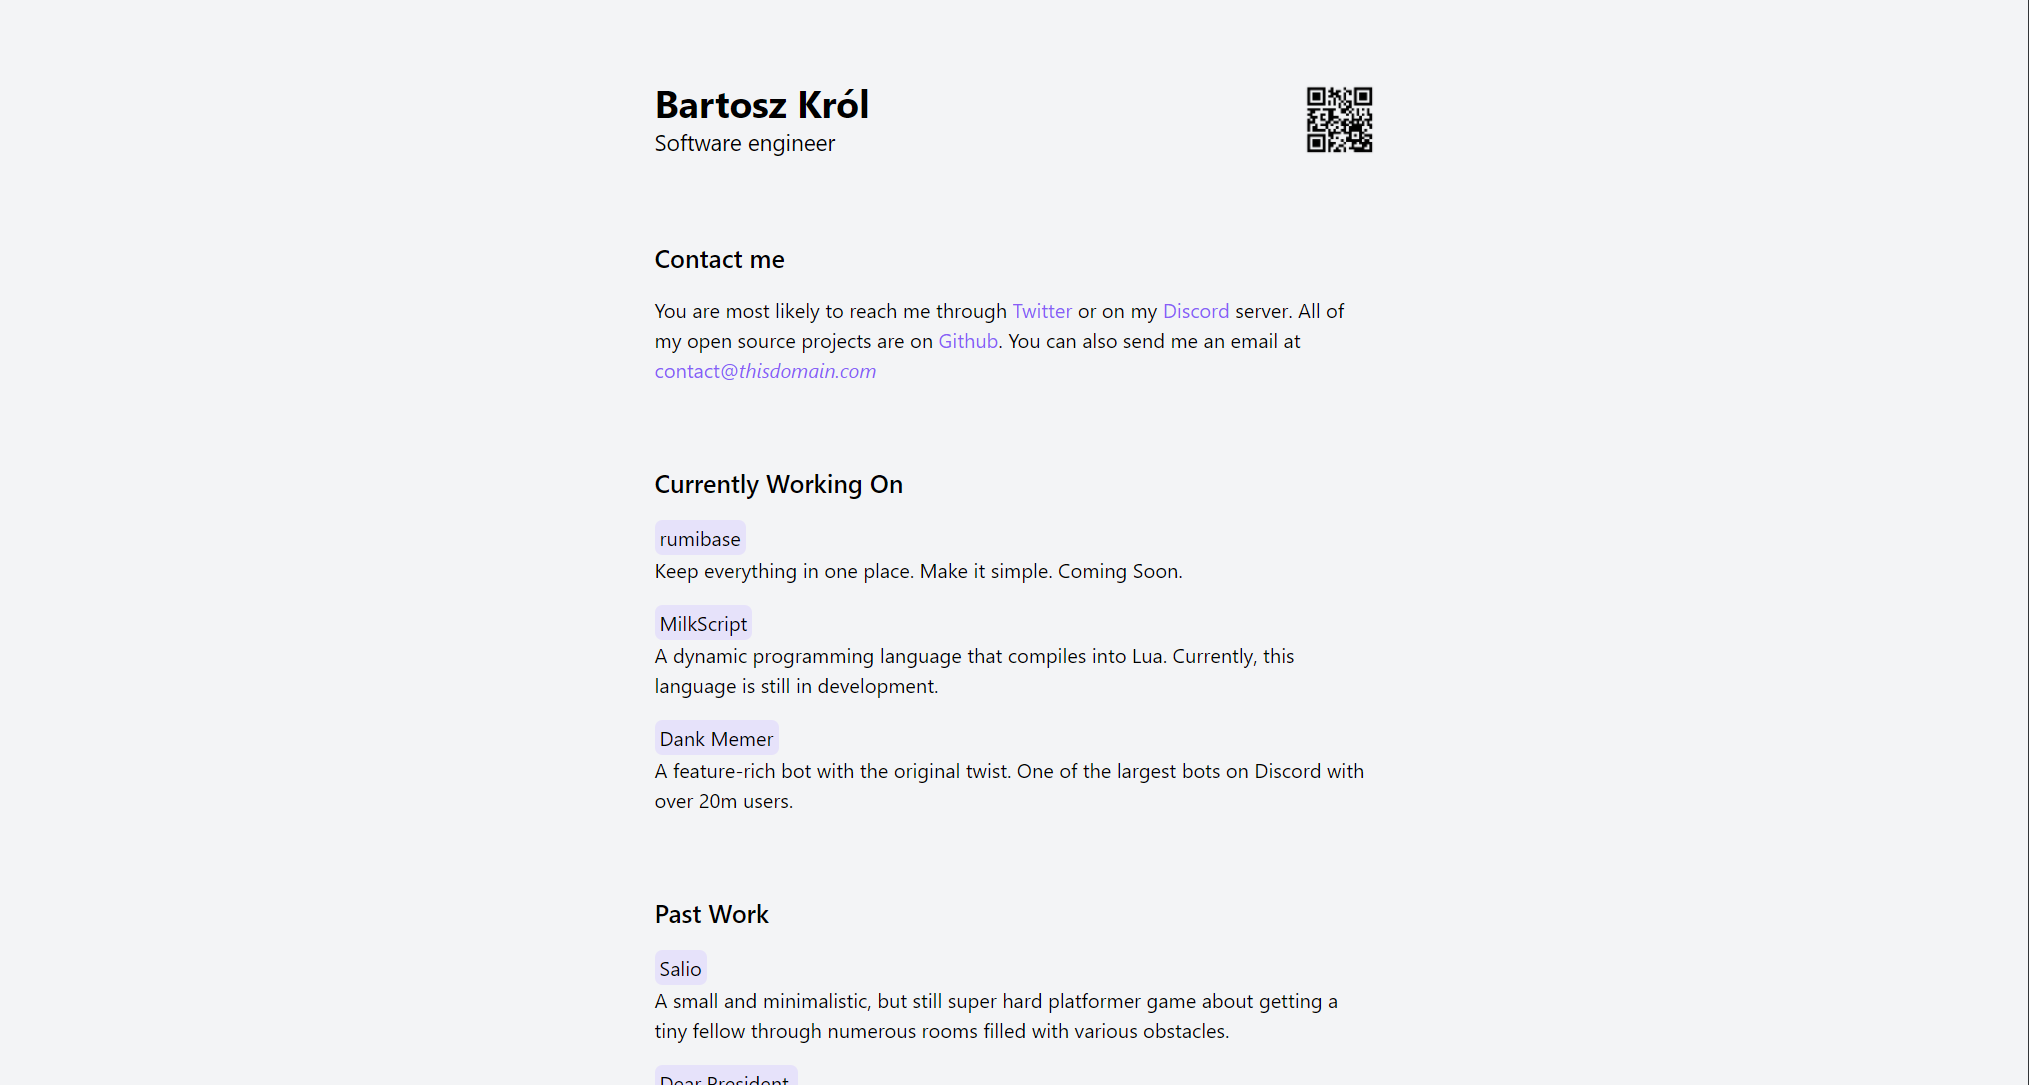 Bartosz Król
Software engineer
Contact me
You are most likely to reach me through Twitter or on my Discord server. All of
my open source projects are on Github. You can also send me an email at
contact@thisdomain.com
Currently Working On
rumibase
Keep everything in one place. Make it simple. Coming Soon.
MilkScript
A dynamic programming language that compiles into Lua. Currently, this
language is still in development.
Dank Memer
A feature-rich bot with the original twist. One of the largest bots on Discord with
over 20m users.
Past Work
Salio
A small and minimalistic, but still super hard platformer game about getting a
tiny fellow through numerous rooms filled with various obstacles.
Dear President